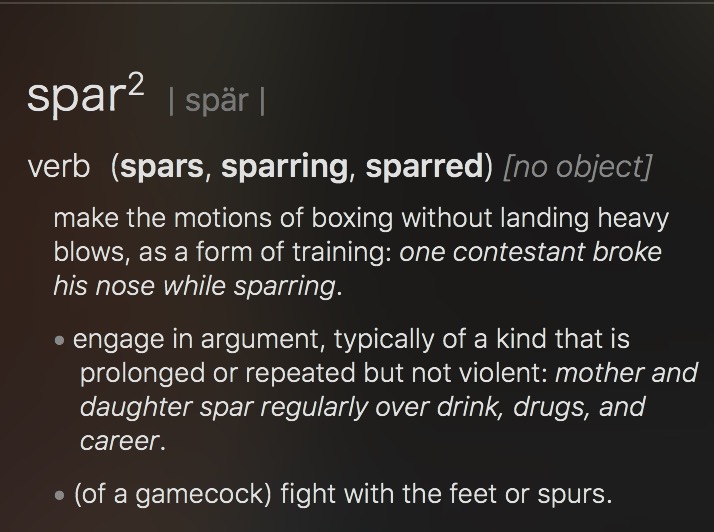 spar² | spär |
verb (spars, sparring, sparred) [no object]
make the motions of boxing without landing heavy
blows, as a form of training: one contestant broke
his nose while sparring.
• engage in argument, typically of a kind that is
prolonged or repeated but not violent: mother and
daughter spar regularly over drink, drugs, and
career.
• (of a gamecock) fight with the feet or spurs.